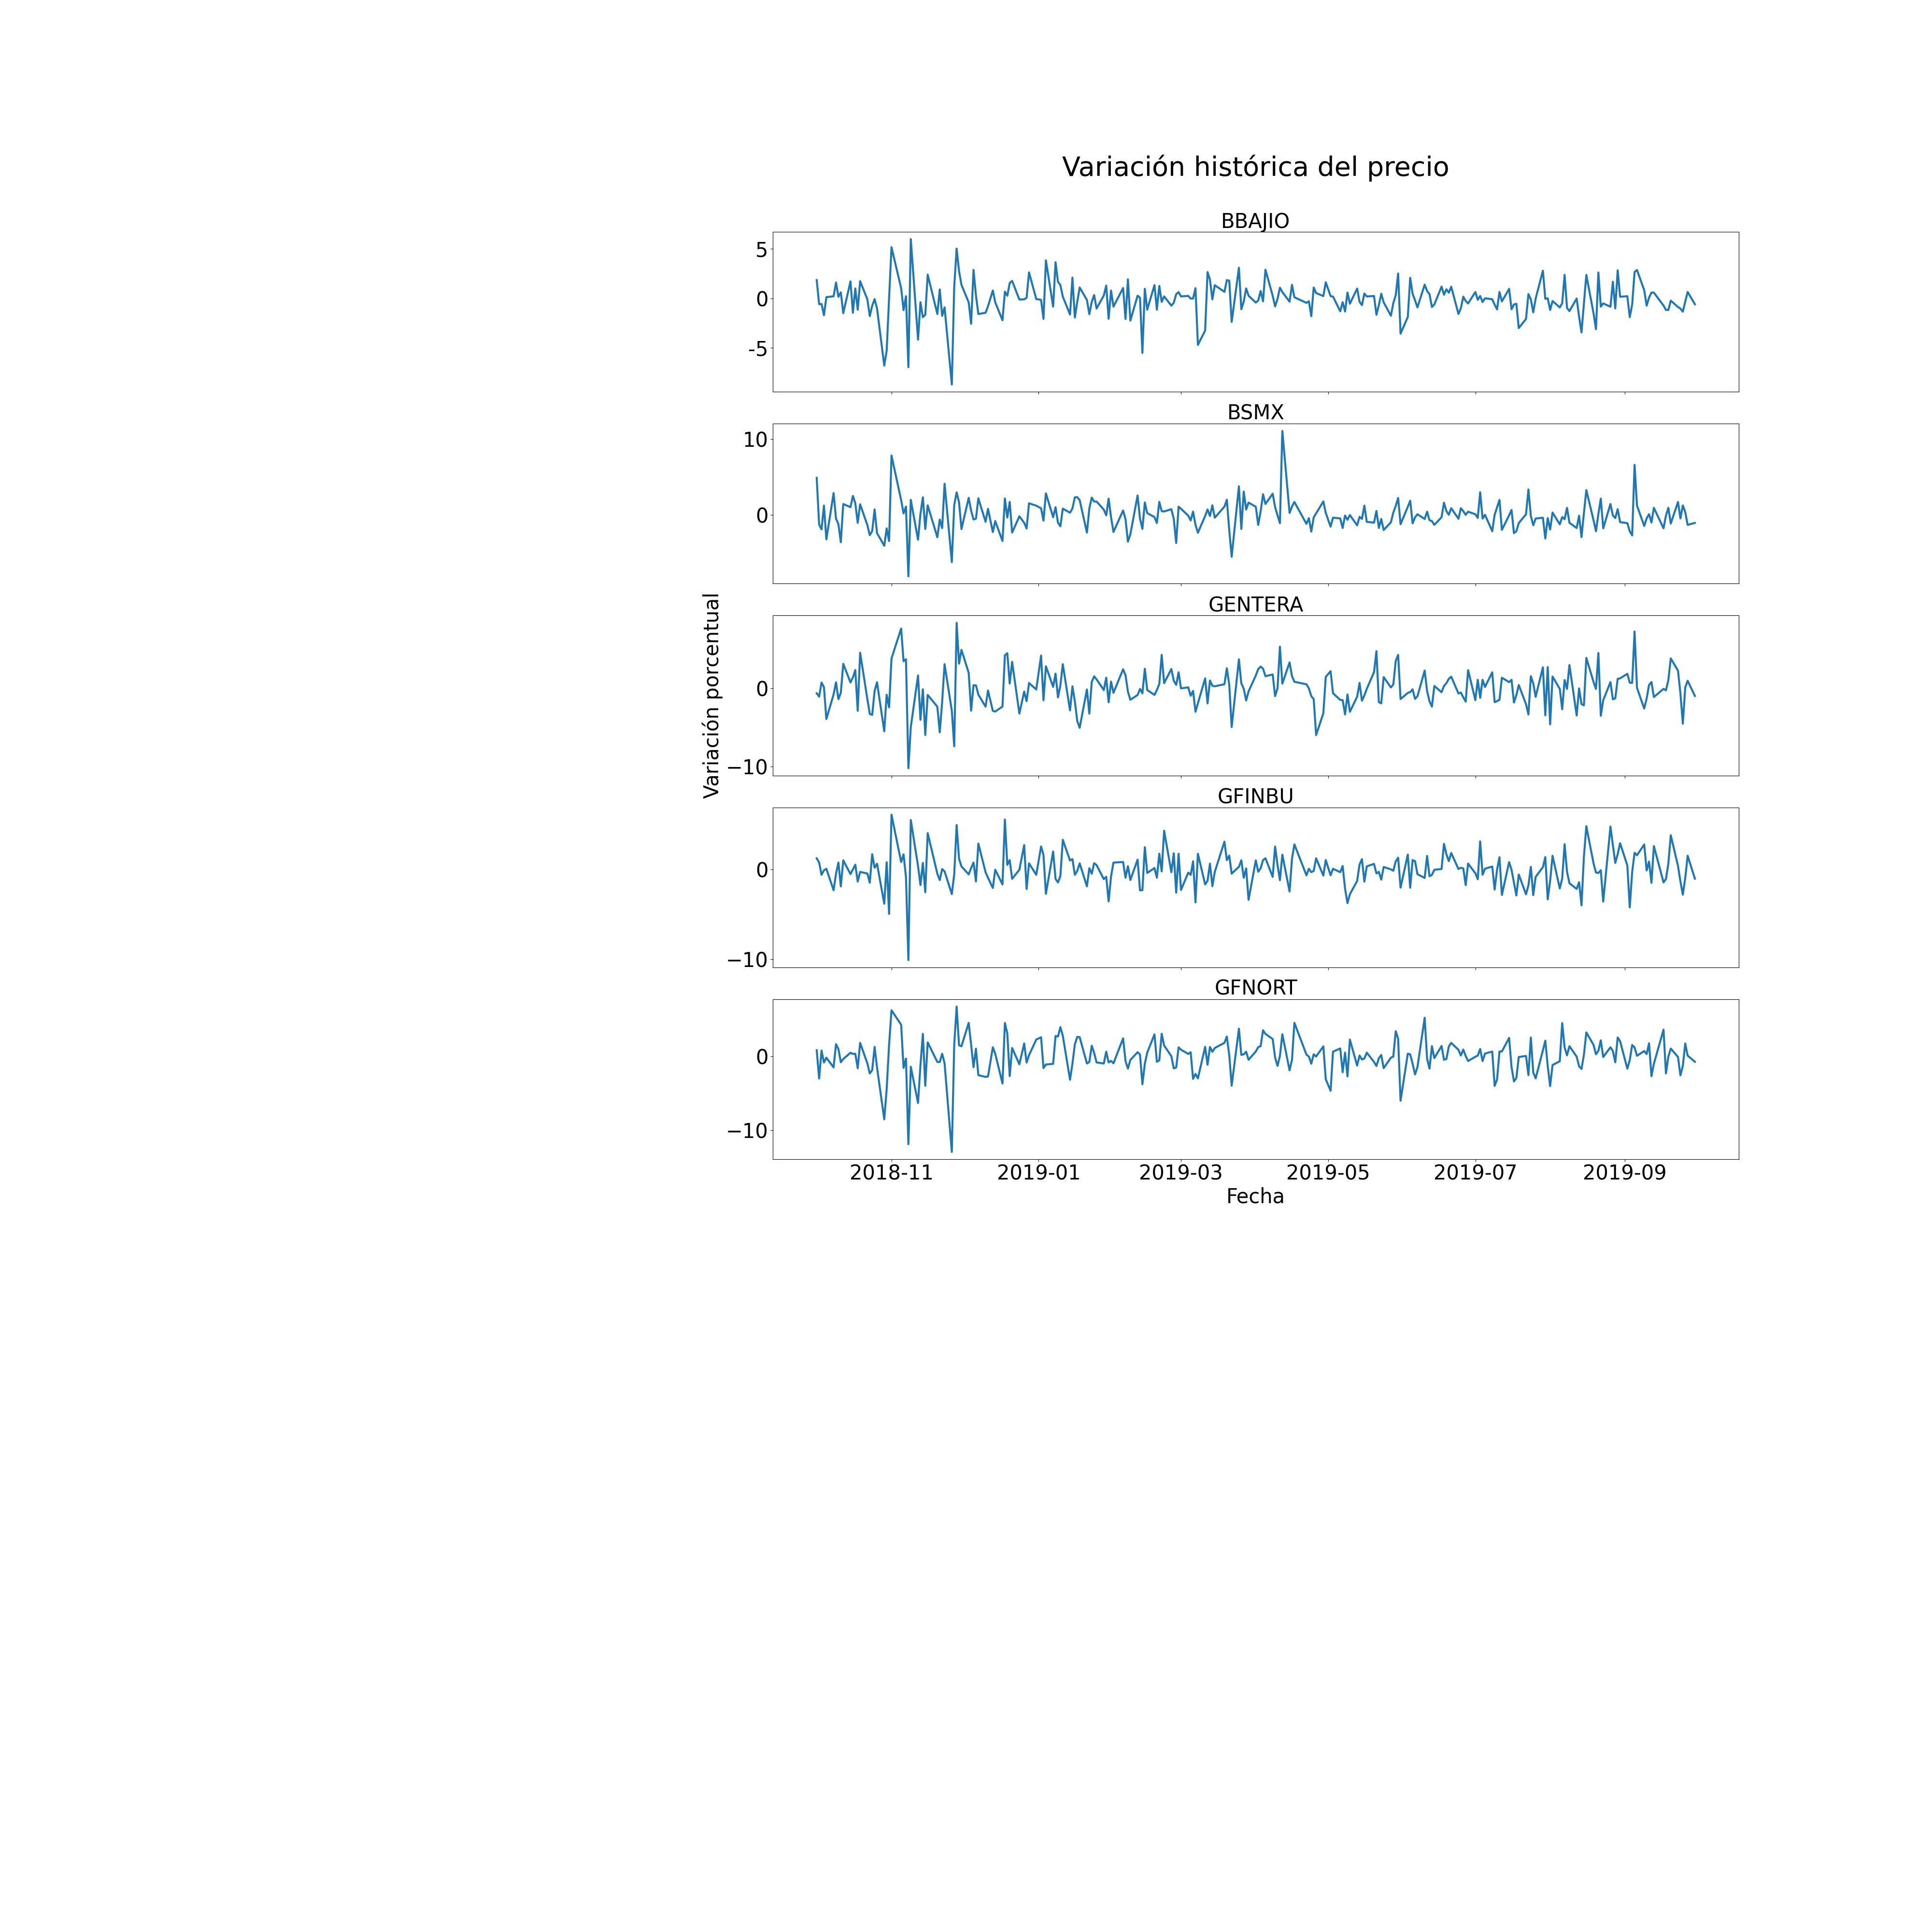 Variación histórica del precio
BBAJIO
5
0
-5
BSMX
10
0
Variación porcentual
GENTERA
0
−10
GFINBU
0
−10
GFNORT
0
−10
2018-11 2019-01 2019-03 2019-05 2019-07 2019-09
Fecha